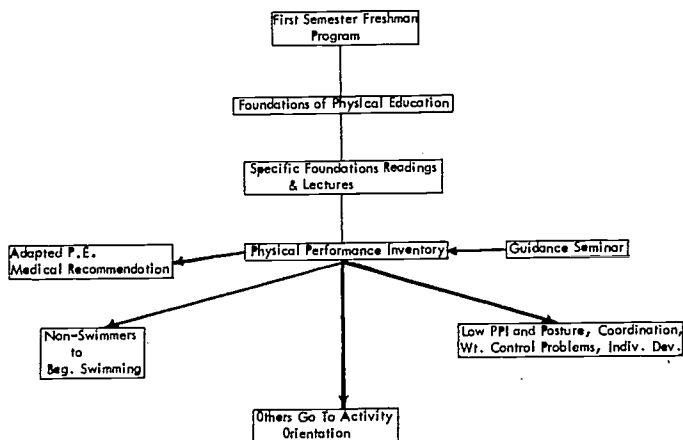 First Semester Freshman
Program
Foundations of Physical Education
Specific Foundations Readings
& Lectures
Adapted P.E.
Medical Recommendation
Physical Performance Inventory
Guidance Seminar
Non-Swimmers
to
Beg. Swimming
Low PPI and Posture, Coordination,
Wt. Control Problems, Indiv. Dev.
Others Go To Activity
Orientation